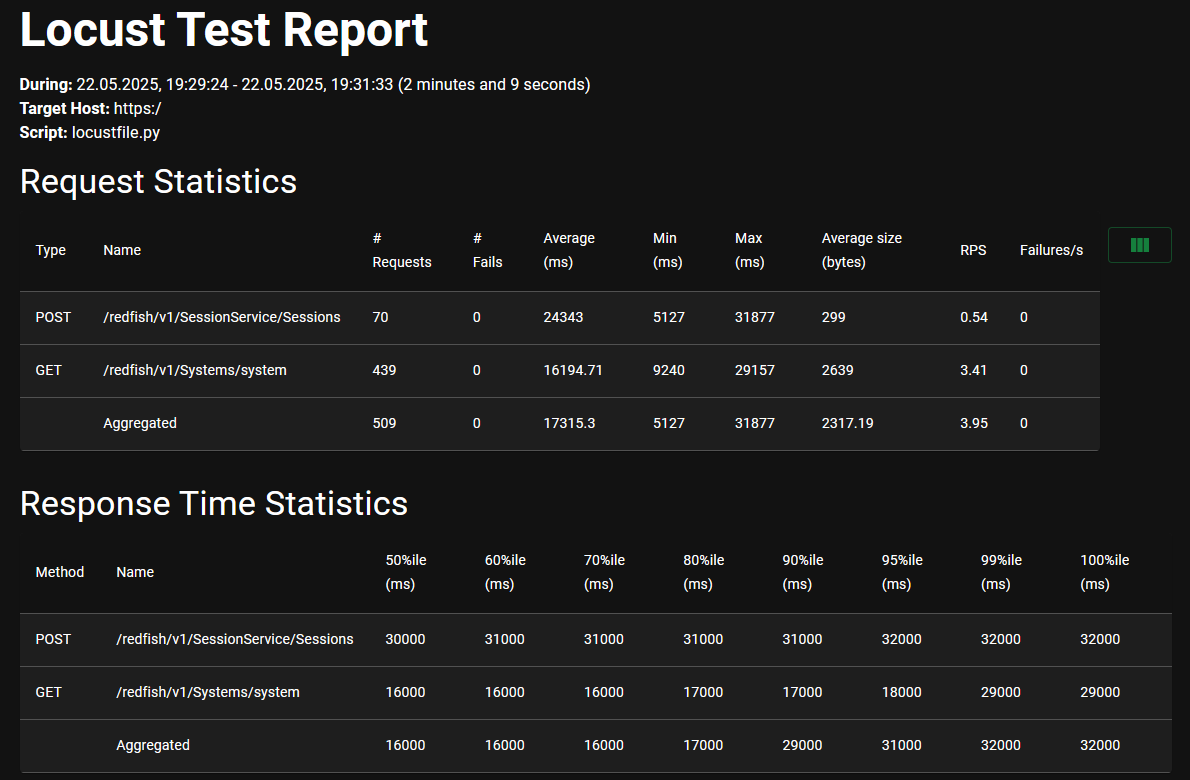 Locust Test Report
During: 22.05.2025, 19:29:24 - 22.05.2025, 19:31:33 (2 minutes and 9 seconds)
Target Host: https:/
Script: locustfile.py
Request Statistics
Type Name # Requests # Fails Average (ms) Min (ms) Max (ms) Average size (bytes) RPS Failures/s
POST /redfish/v1/SessionService/Sessions 70 0 24343 5127 31877 299 0.54 0
GET /redfish/v1/Systems/system 439 0 16194.71 9240 29157 2639 3.41 0
Aggregated 509 0 17315.3 5127 31877 2317.19 3.95 0
Response Time Statistics
Method Name 50%ile (ms) 60%ile (ms) 70%ile (ms) 80%ile (ms) 90%ile (ms) 95%ile (ms) 99%ile (ms) 100%ile (ms)
POST /redfish/v1/SessionService/Sessions 30000 31000 31000 31000 31000 32000 32000 32000
GET /redfish/v1/Systems/system 16000 16000 16000 17000 17000 18000 29000 29000
Aggregated 16000 16000 16000 17000 29000 31000 32000 32000